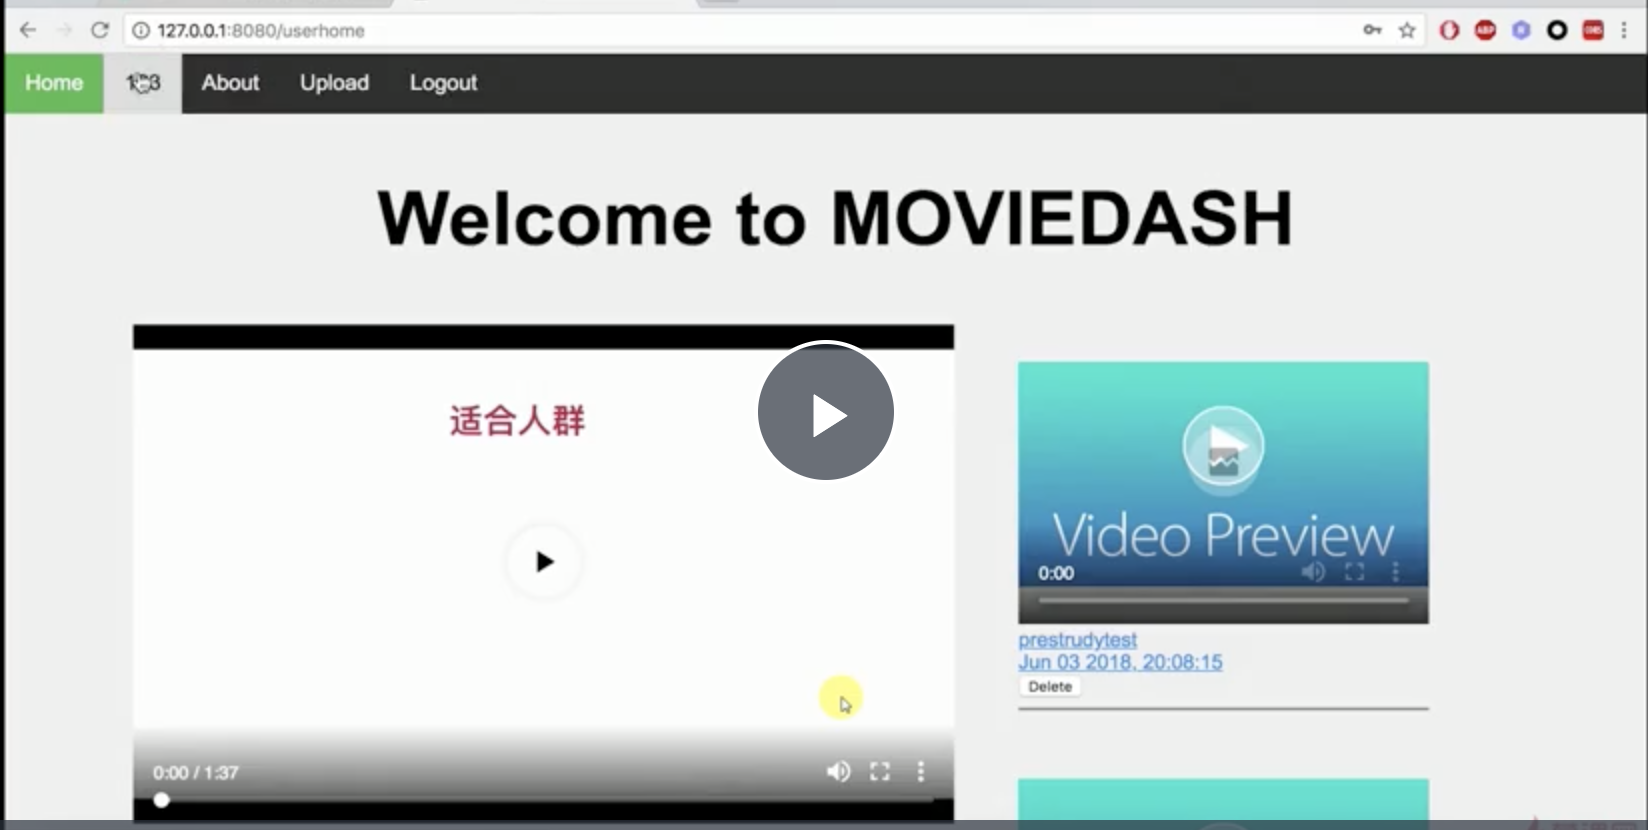 127.0.0.1:8080/userhome
ABP
Home
About
Upload
Logout
Welcome to MOVIEDASH
适合人群
Video Preview
0:00
prestrudytest
Jun 03 2018, 20:08:15
Delete
0:00 / 1:37